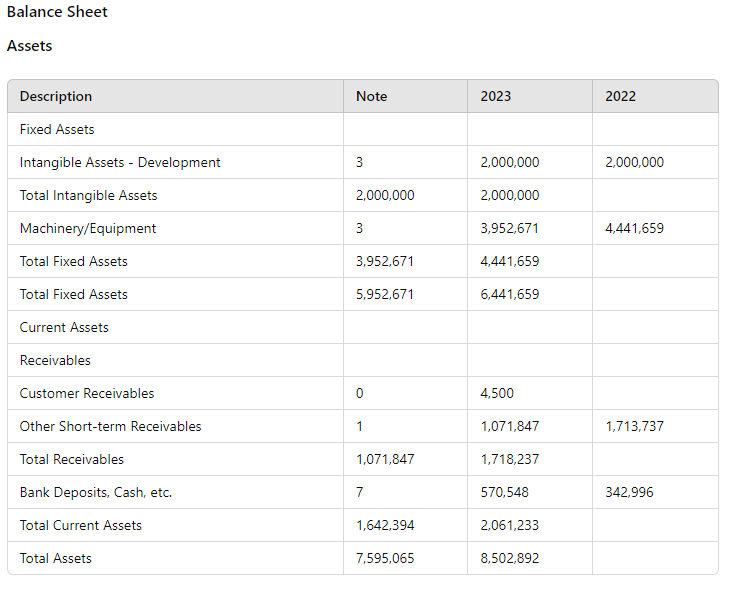 Balance Sheet
Assets
Description Note 2023 2022
Fixed Assets
Intangible Assets - Development 3 2,000,000 2,000,000
Total Intangible Assets 2,000,000 2,000,000
Machinery/Equipment 3 3,952,671 4,441,659
Total Fixed Assets 3,952,671 4,441,659
Total Fixed Assets 5,952,671 6,441,659
Current Assets
Receivables
Customer Receivables 0 4,500
Other Short-term Receivables 1 1,071,847 1,713,737
Total Receivables 1,071,847 1,718,237
Bank Deposits, Cash, etc. 7 570,548 342,996
Total Current Assets 1,642,394 2,061,233
Total Assets 7,595,065 8,502,892